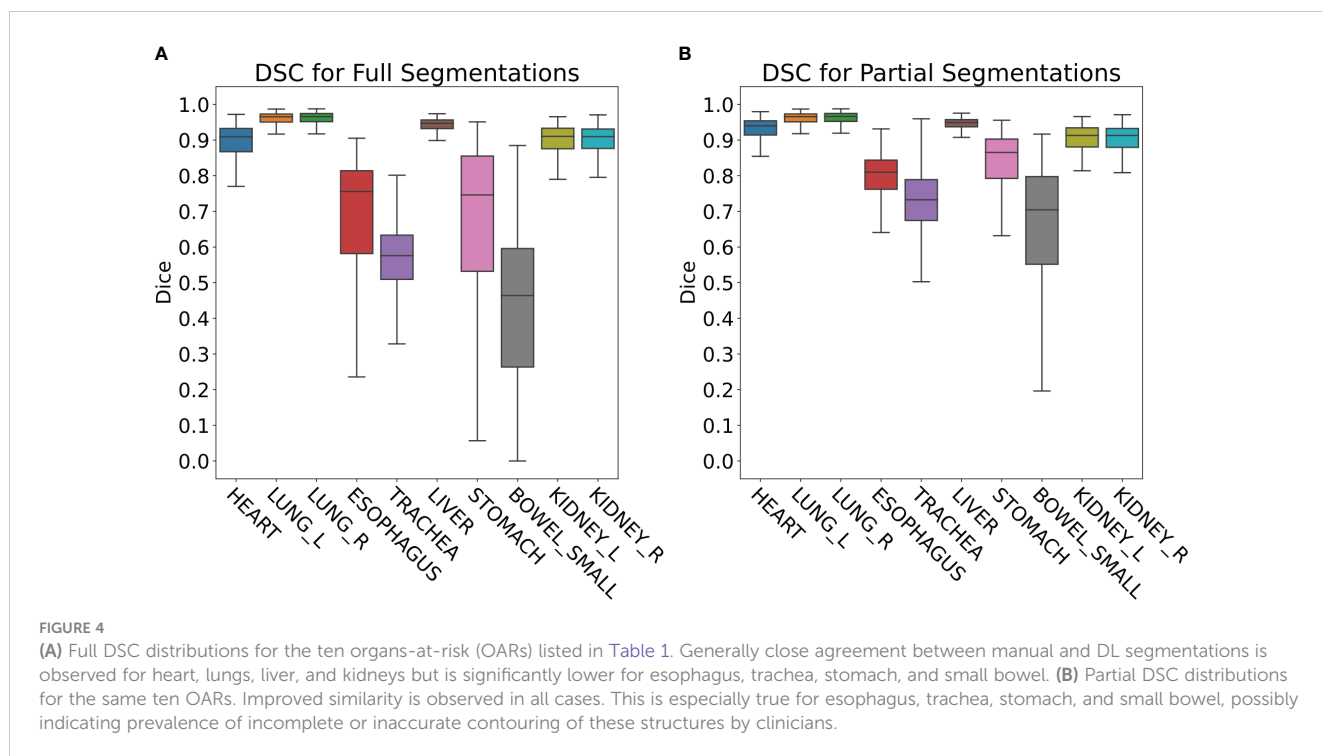 A
B
DSC for Full Segmentations
DSC for Partial Segmentations
1.0
0.9
0.8
0.7
0.6
0.5
0.4
0.3
0.2
0.1
0.0
Dice
HEART
LUNG_L
LUNG_R
ESOPHAGUS
TRACHEA
LIVER
STOMACH
BOWEL_SMALL
KIDNEY_L
KIDNEY_R
1.0
0.9
0.8
0.7
0.6
0.5
0.4
0.3
0.2
0.1
0.0
Dice
HEART
LUNG_L
LUNG_R
ESOPHAGUS
TRACHEA
LIVER
STOMACH
BOWEL_SMALL
KIDNEY_L
KIDNEY_R
FIGURE 4
(A) Full DSC distributions for the ten organs-at-risk (OARs) listed in Table 1. Generally close agreement between manual and DL segmentations is
observed for heart, lungs, liver, and kidneys but is significantly lower for esophagus, trachea, stomach, and small bowel. (B) Partial DSC distributions
for the same ten OARs. Improved similarity is observed in all cases. This is especially true for esophagus, trachea, stomach, and small bowel, possibly
indicating prevalence of incomplete or inaccurate contouring of these structures by clinicians.